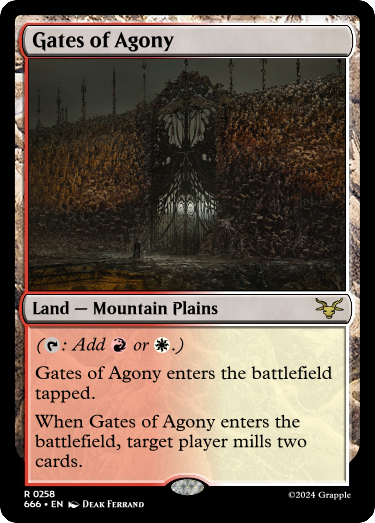 Gates of Agony
Land — Mountain Plains
(: Add or .)
Gates of Agony enters the battlefield
tapped.
When Gates of Agony enters the
battlefield, target player mills two
cards.
R 0258
666 • EN Deak Ferrand
©2024 Grapple